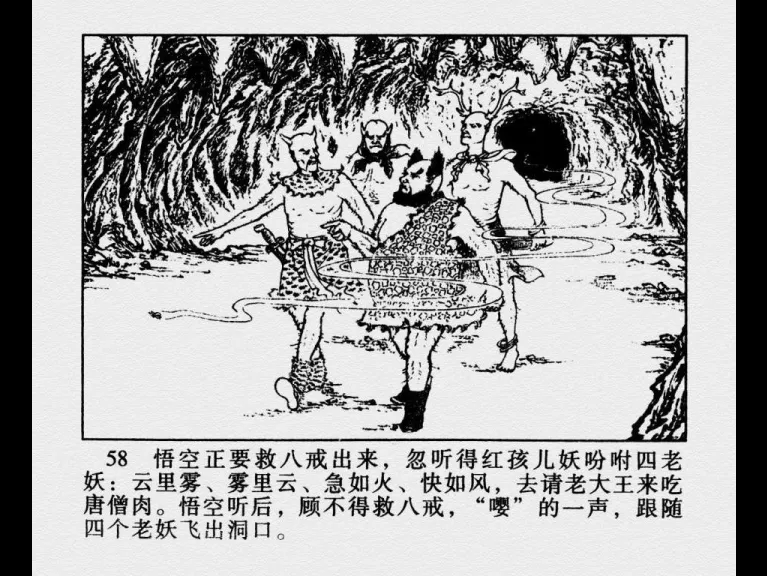 58 悟空正要救八戒出来，忽听得红孩儿妖吩咐四老
妖：云里雾、雾里云、急如火、快如风，去请老大王来吃
唐僧肉。悟空听后，顾不得救八戒，“嘤”的一声，跟随
四个老妖飞出洞口。